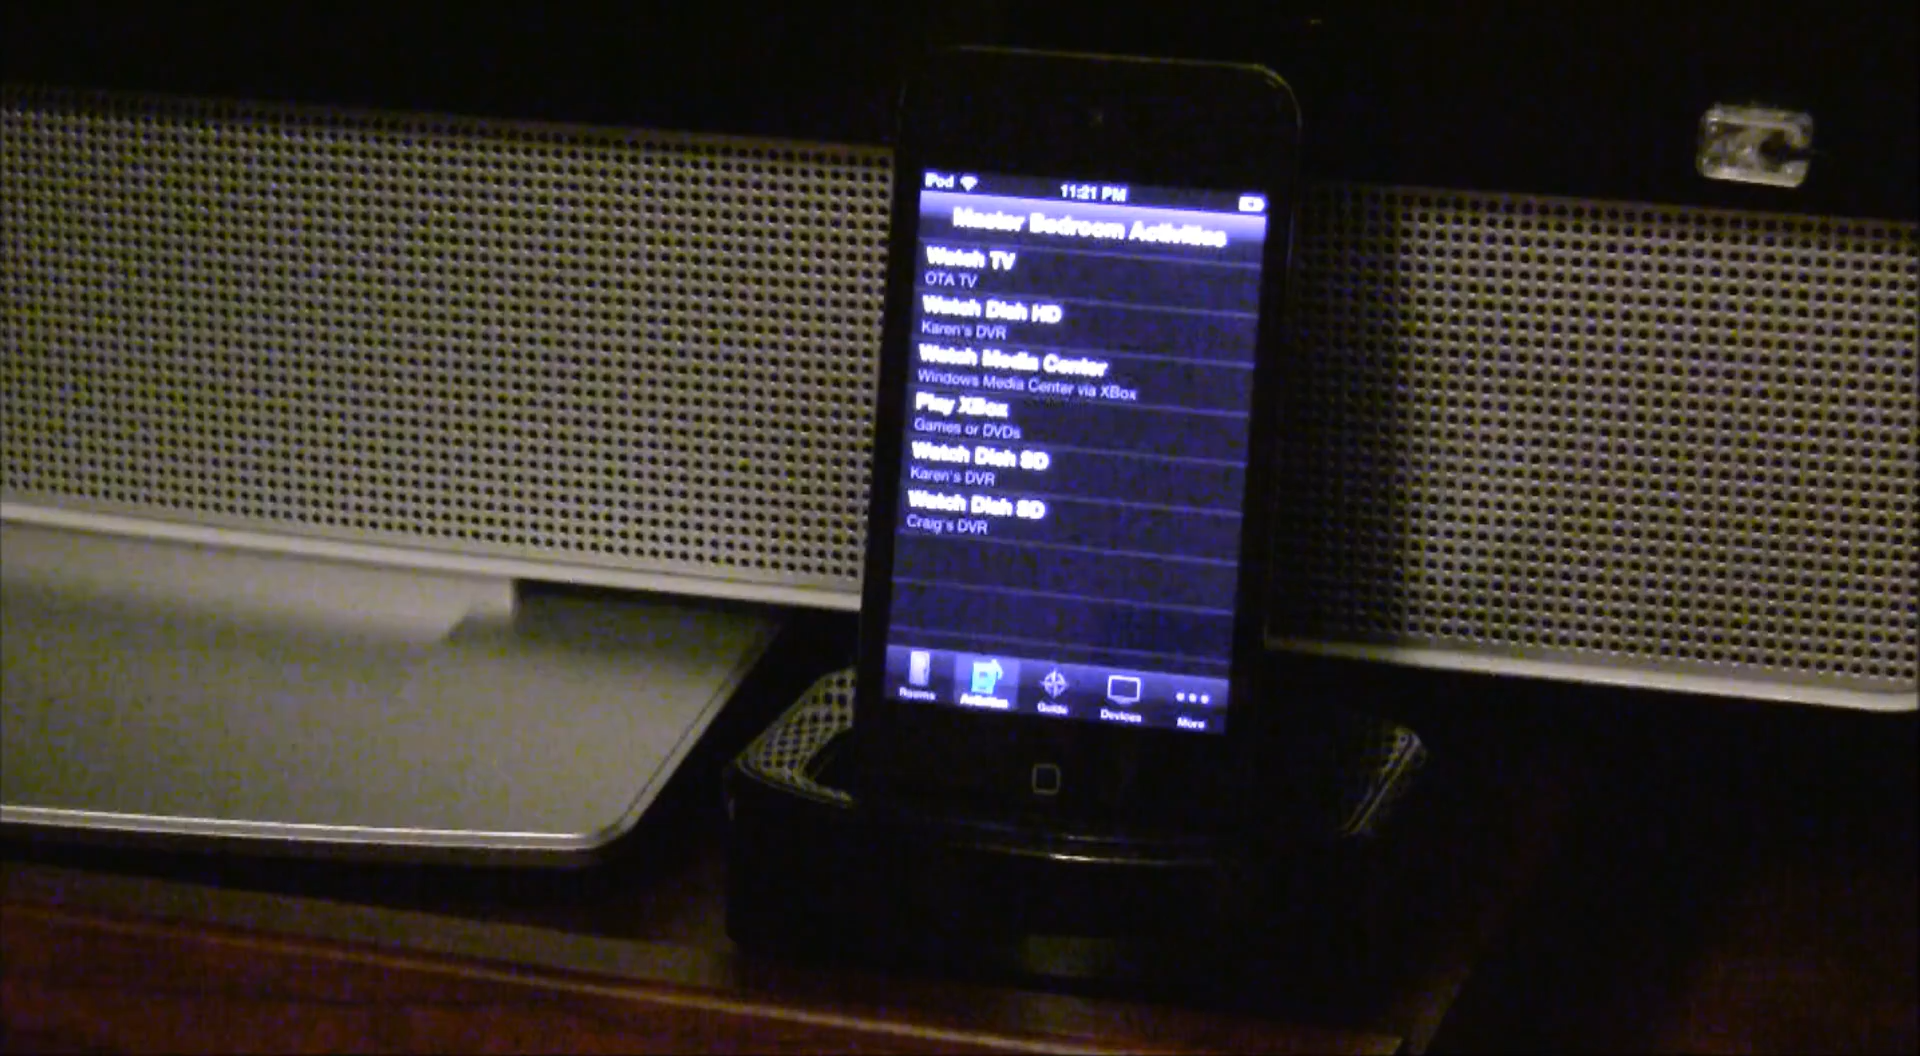 iPod
11:21 PM
Master Bedroom Activities
Watch TV
OTA TV
Watch Dish HD
Karen's DVR
Watch Media Center
Windows Media Center via XBox
Play XBox
Games or DVDs
Watch Dish SD
Karen's DVR
Watch Dish SD
Craig's DVR
Rooms
Activities
Guide
Devices
More